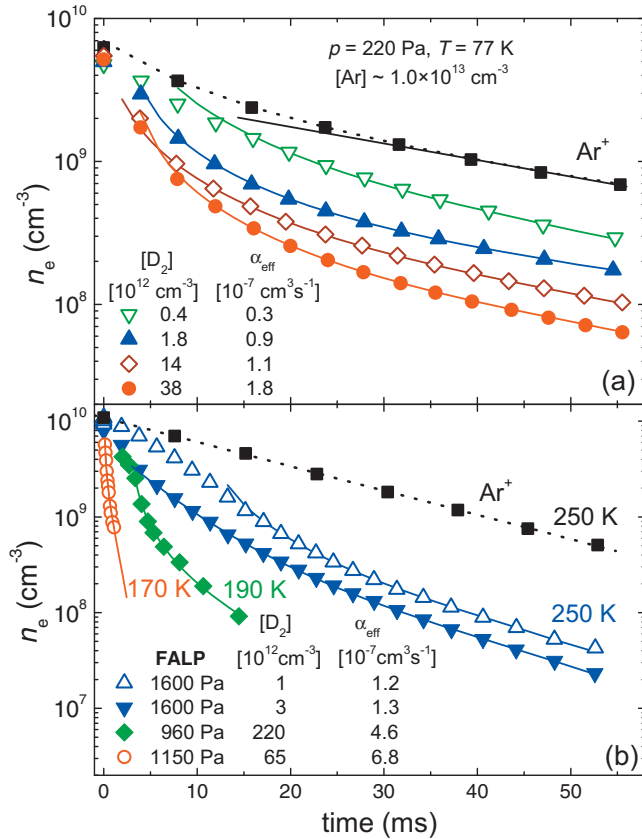 10^10
p = 220 Pa, T = 77 K
[Ar] ~ 1.0×10^13 cm^-3
Ar^+
10^9
n_e (cm^-3)
10^8
[D_2] α_eff
[10^12 cm^-3] [10^-7 cm^3s^-1]
0.4 0.3
1.8 0.9
14 1.1
38 1.8
(a)
10^10
Ar^+
250 K
10^9
n_e (cm^-3)
170 K 190 K 250 K
10^8
[D_2] α_eff
FALP [10^12cm^-3] [10^-7cm^3s^-1]
1600 Pa 1 1.2
10^7
1600 Pa 3 1.3
960 Pa 220 4.6
1150 Pa 65 6.8
(b)
0 10 20 30 40 50
time (ms)